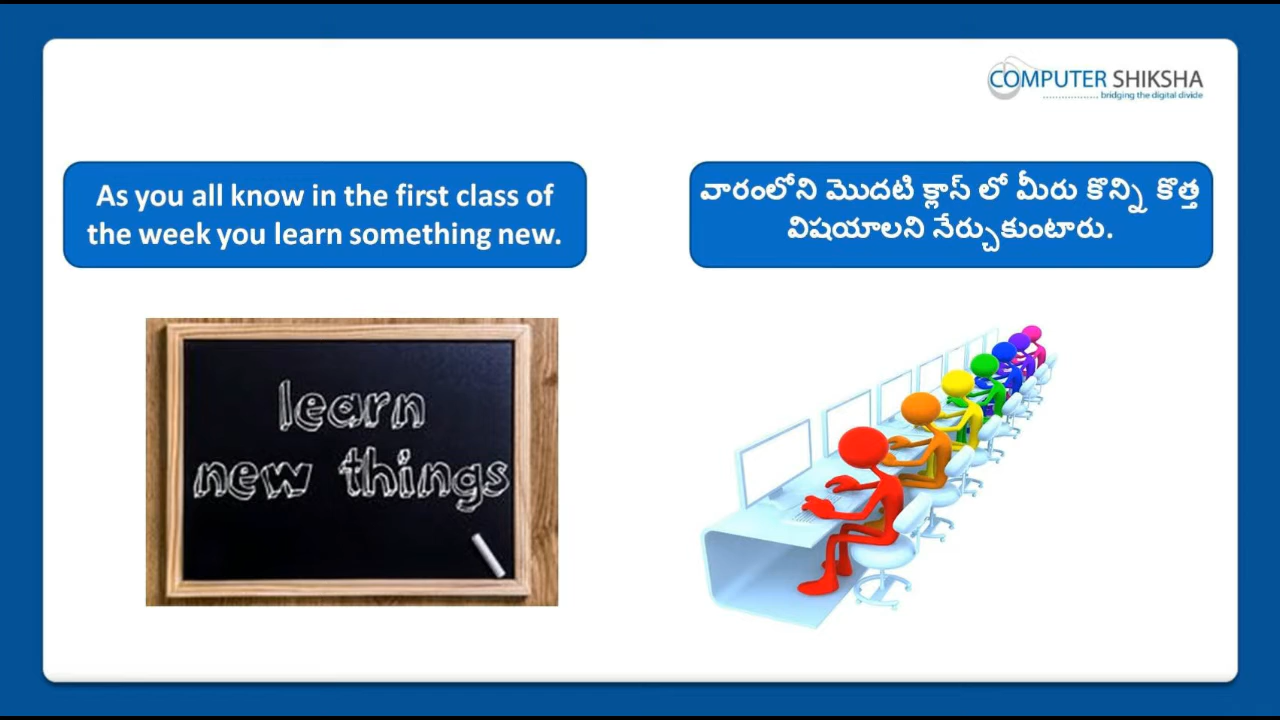 COMPUTER SHIKSHA
bridging the digital divide
As you all know in the first class of
the week you learn something new.
వారంలోని మొదటి క్లాస్ లో మీరు కొన్ని కొత్త
విషయాలని నేర్చుకుంటారు.
learn
new things